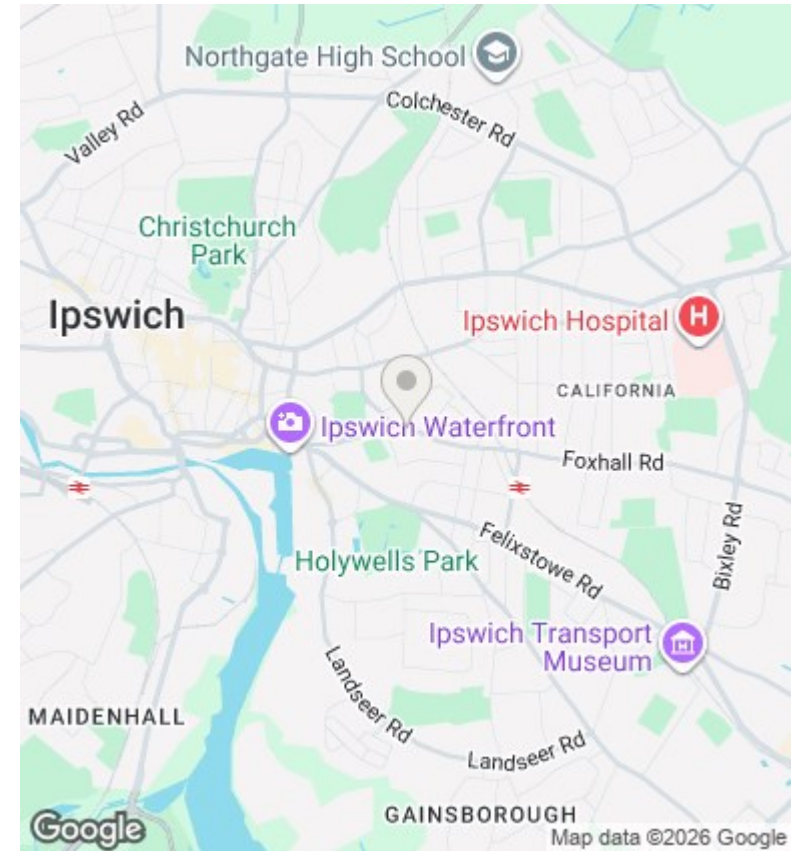 Northgate High School
Colchester Rd
Valley Rd
Christchurch
Park
Ipswich
Ipswich Hospital
H
CALIFORNIA
Ipswich Waterfront
Foxhall Rd
Bixley Rd
Felixstowe Rd
Holywells Park
Ipswich Transport
Museum
Landseer Rd
MAIDENHALL
Landseer Rd
GAINSBOROUGH
Google
Map data ©2026 Google